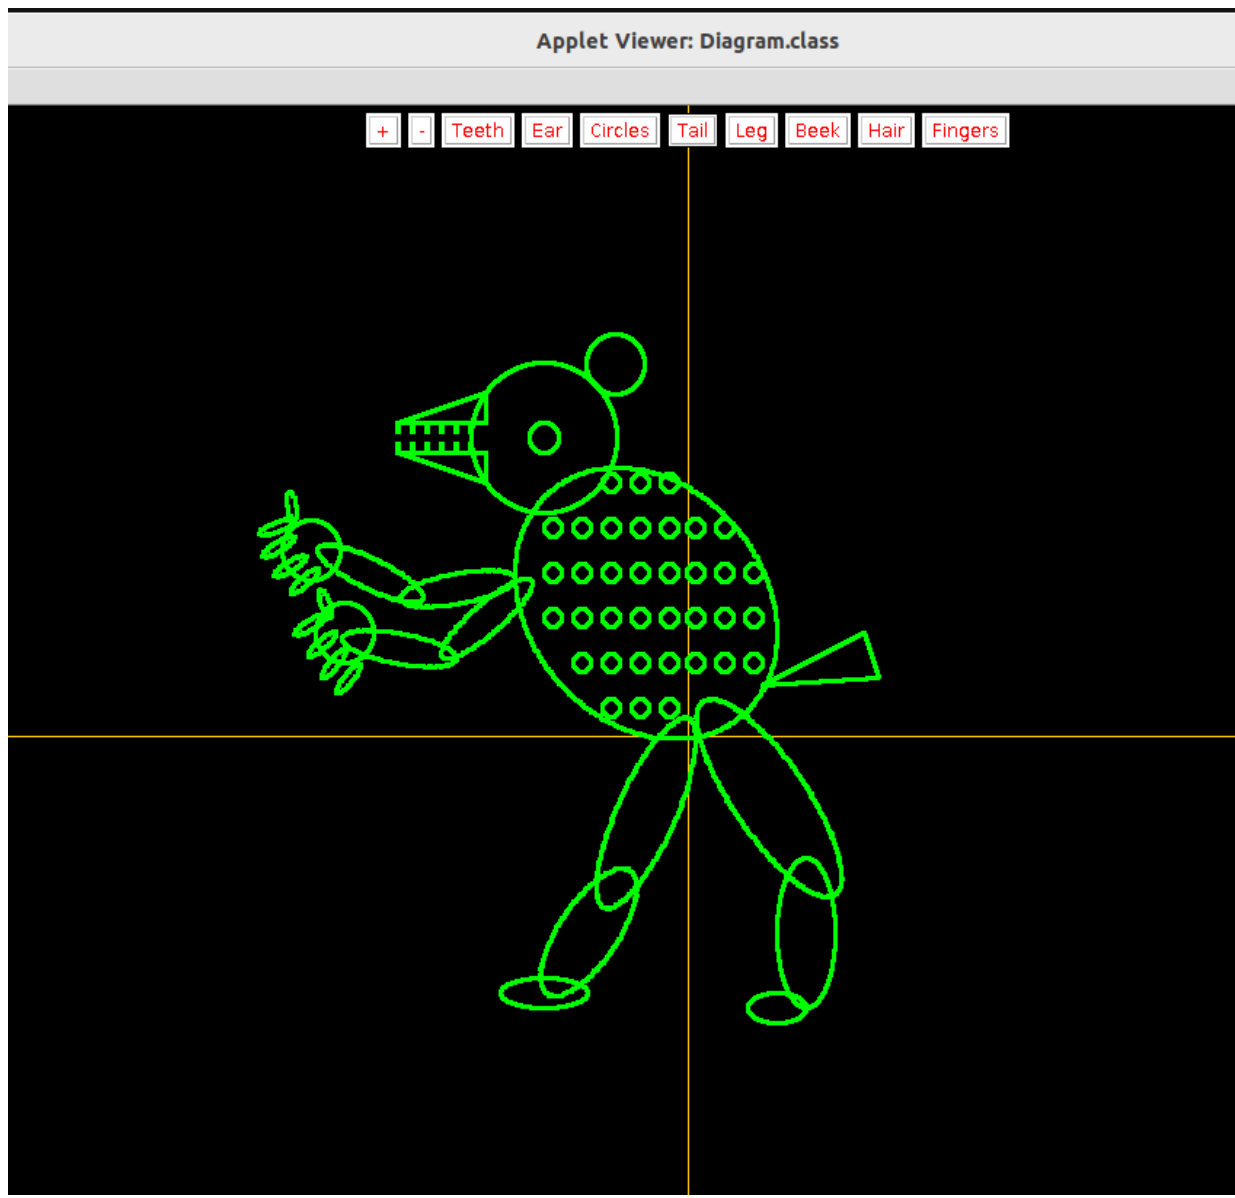 Applet Viewer: Diagram.class
+ - Teeth Ear Circles Tail Leg Beek Hair Fingers